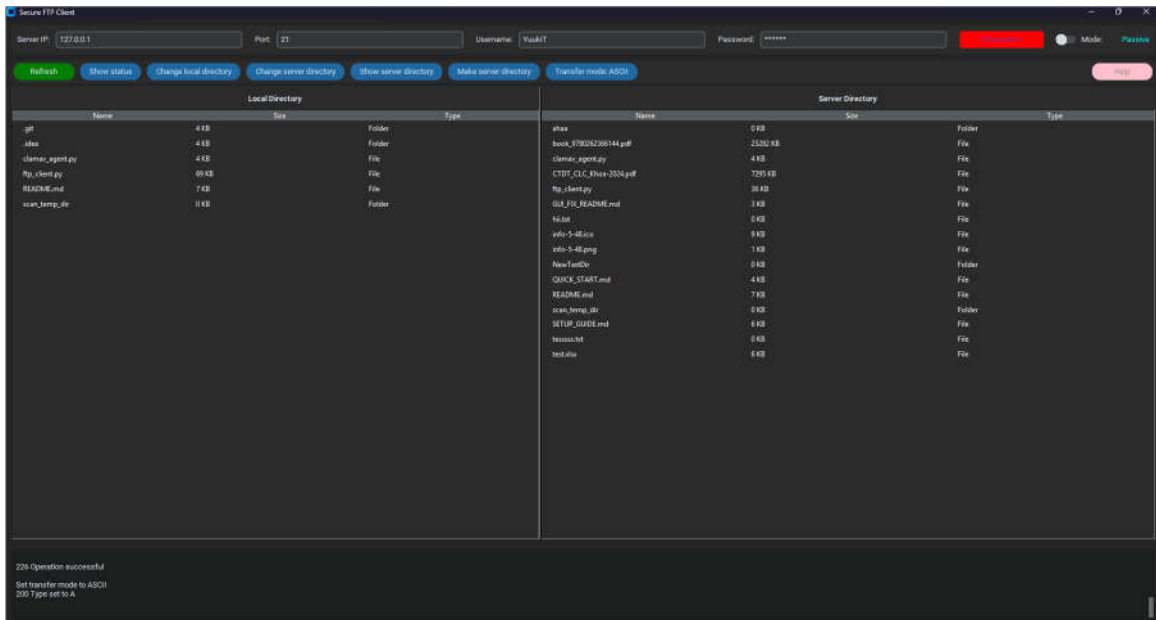 Secure FTP Client
Server IP: 127.0.0.1 Port: 21 Username: YuukiT Password: ****** Mode: Passive
Refresh Show status Change local directory Change server directory Show server directory Make server directory Transfer mode: ASCII Help
Local Directory Server Directory
Name Size Type Name Size Type
.git 4 KB Folder
.idea 4 KB Folder
clamav_agent.py 4 KB File
ftp_client.py 69 KB File
README.md 7 KB File
scan_temp_dir 0 KB Folder
0 KB Folder
book_9780262366144.pdf 25282 KB File
clamav_agent.py 4 KB File
CTDT_CLC_Khoa-2024.pdf 7295 KB File
ftp_client.py 36 KB File
GUI_FIX_README.md 3 KB File
hii.txt 0 KB File
info-5-48.ico 9 KB File
info-5-48.png 1 KB File
NewTestDir 0 KB Folder
QUICK_START.md 4 KB File
README.md 7 KB File
scan_temp_dir 0 KB Folder
SETUP_GUIDE.md 6 KB File
0 KB File
6 KB File
226 Operation successful
Set transfer mode to ASCII
200 Type set to A